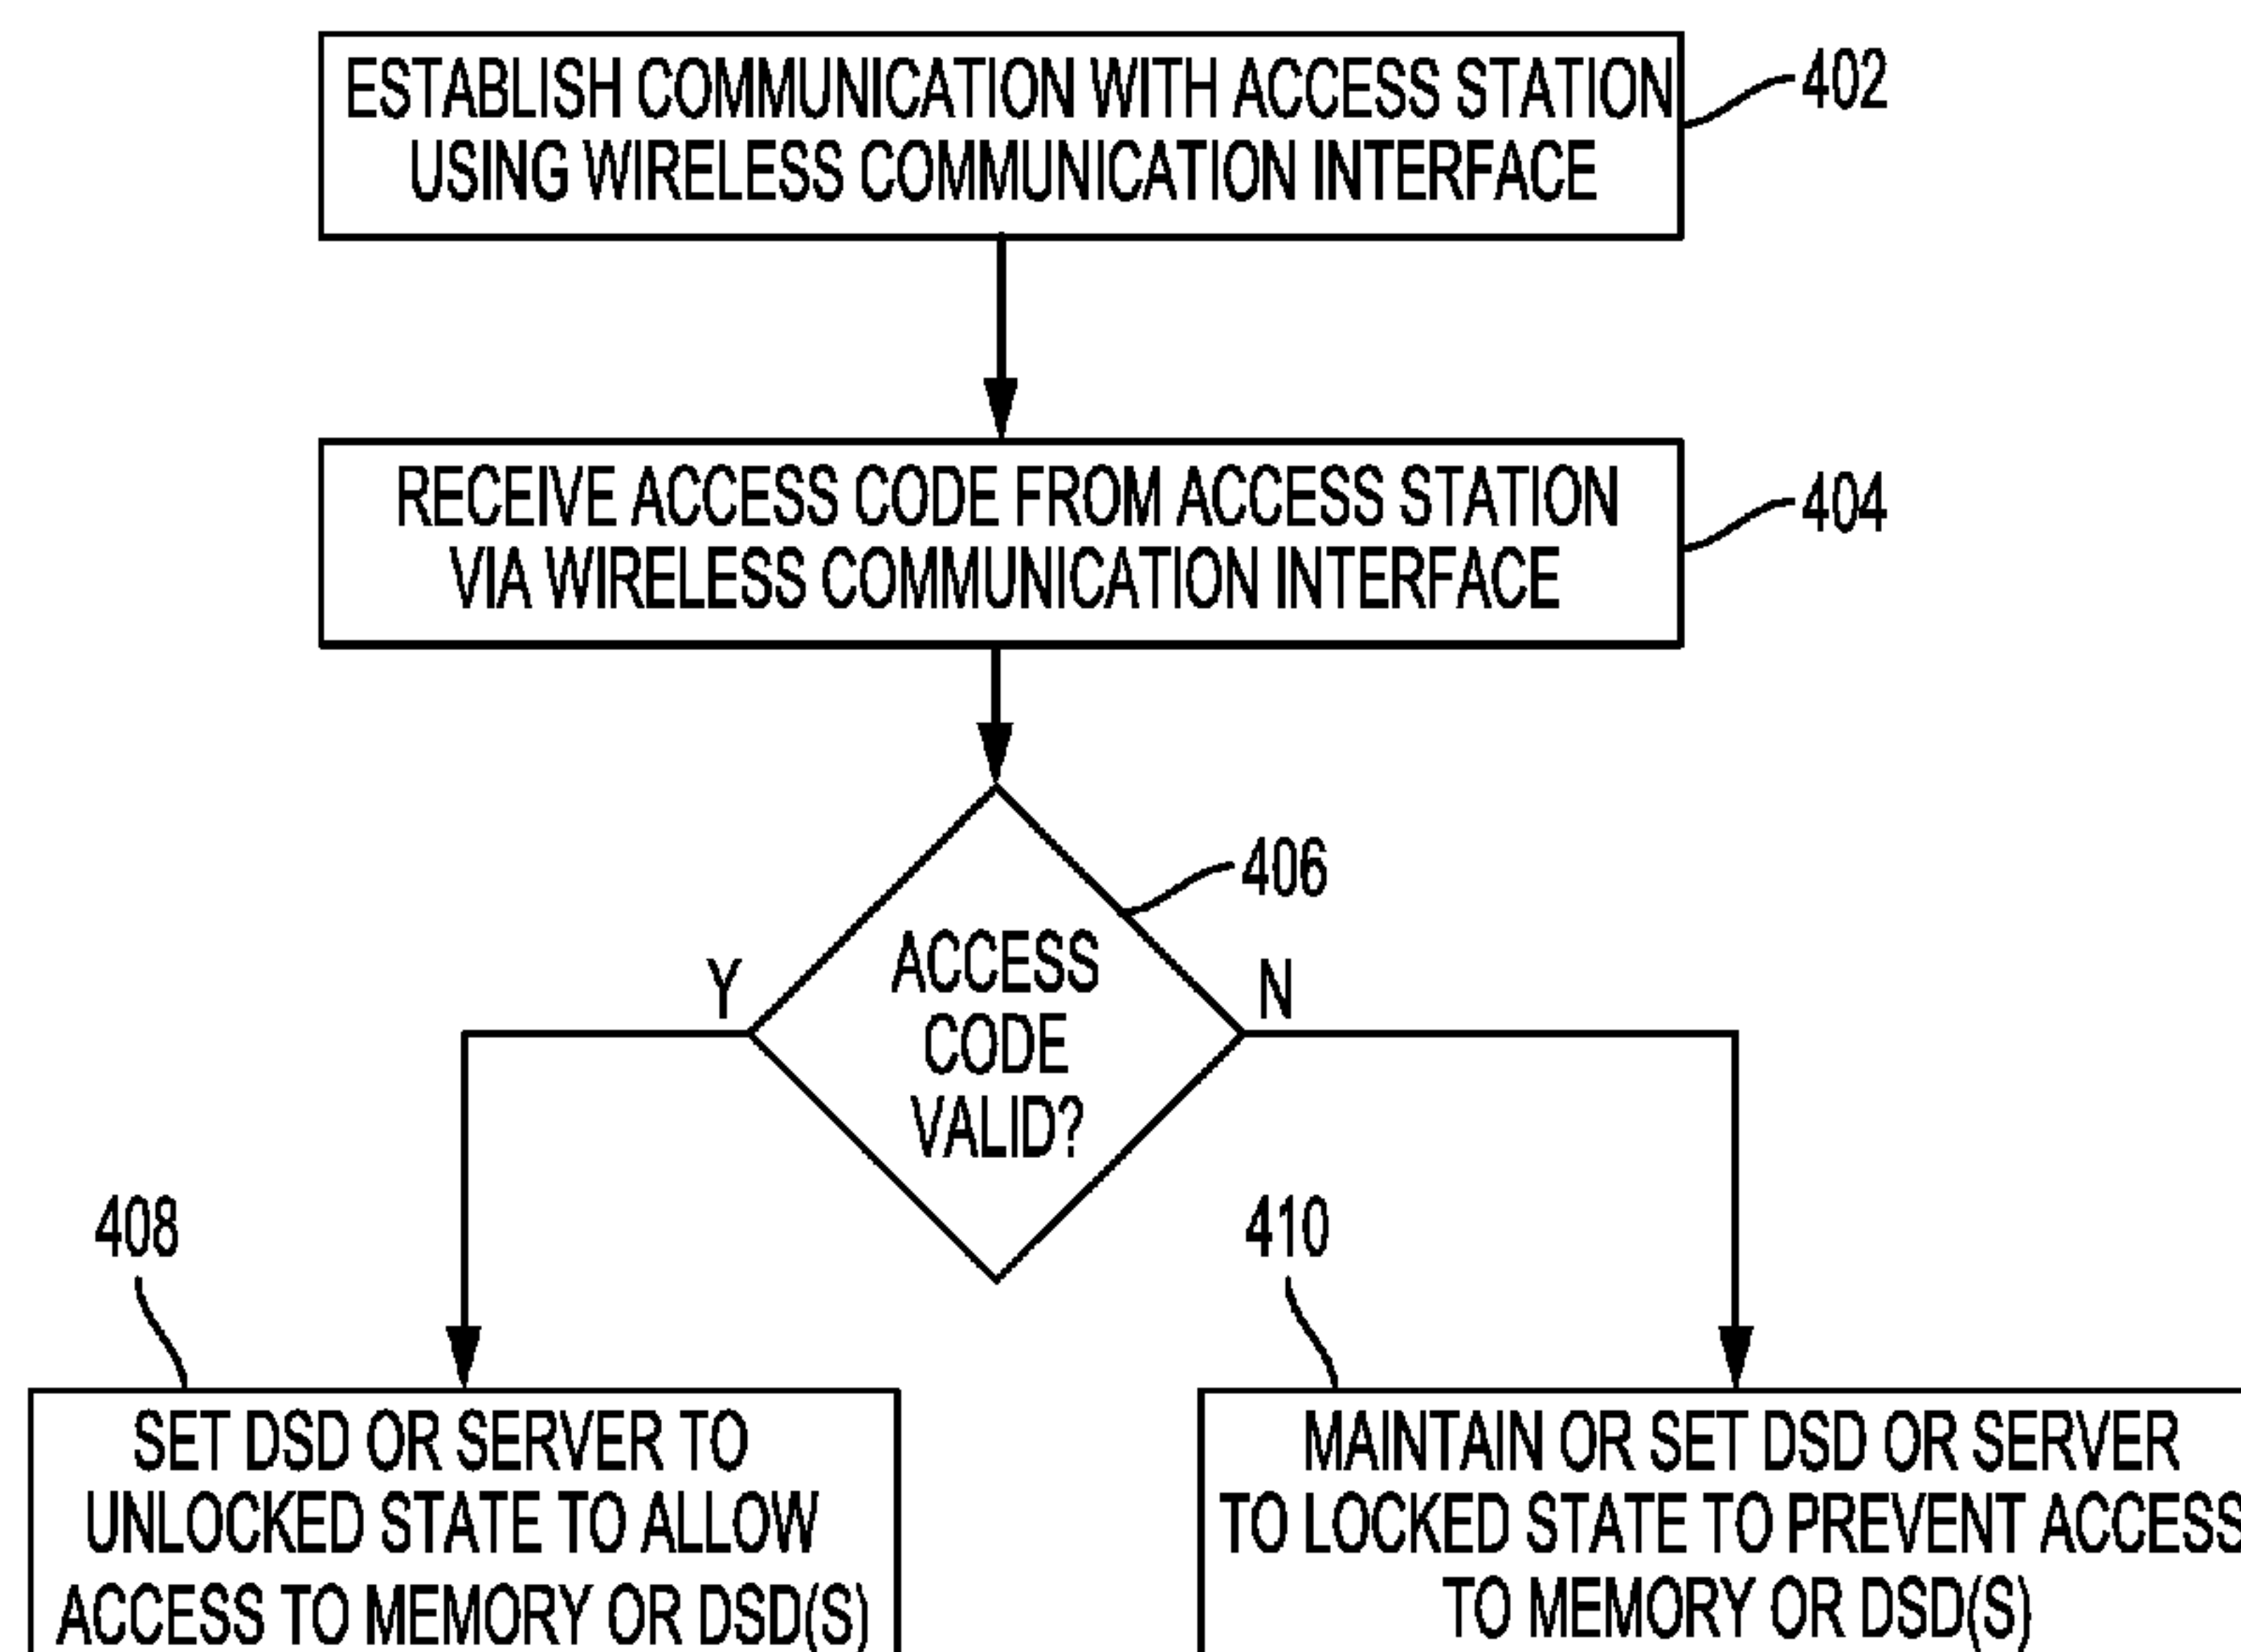 ESTABLISH COMMUNICATION WITH ACCESS STATION
USING WIRELESS COMMUNICATION INTERFACE
402
RECEIVE ACCESS CODE FROM ACCESS STATION
VIA WIRELESS COMMUNICATION INTERFACE
404
406
ACCESS
CODE
VALID?
Y
N
408
410
SET DSD OR SERVER TO
UNLOCKED STATE TO ALLOW
ACCESS TO MEMORY OR DSD(S)
MAINTAIN OR SET DSD OR SERVER
TO LOCKED STATE TO PREVENT ACCESS
TO MEMORY OR DSD(S)